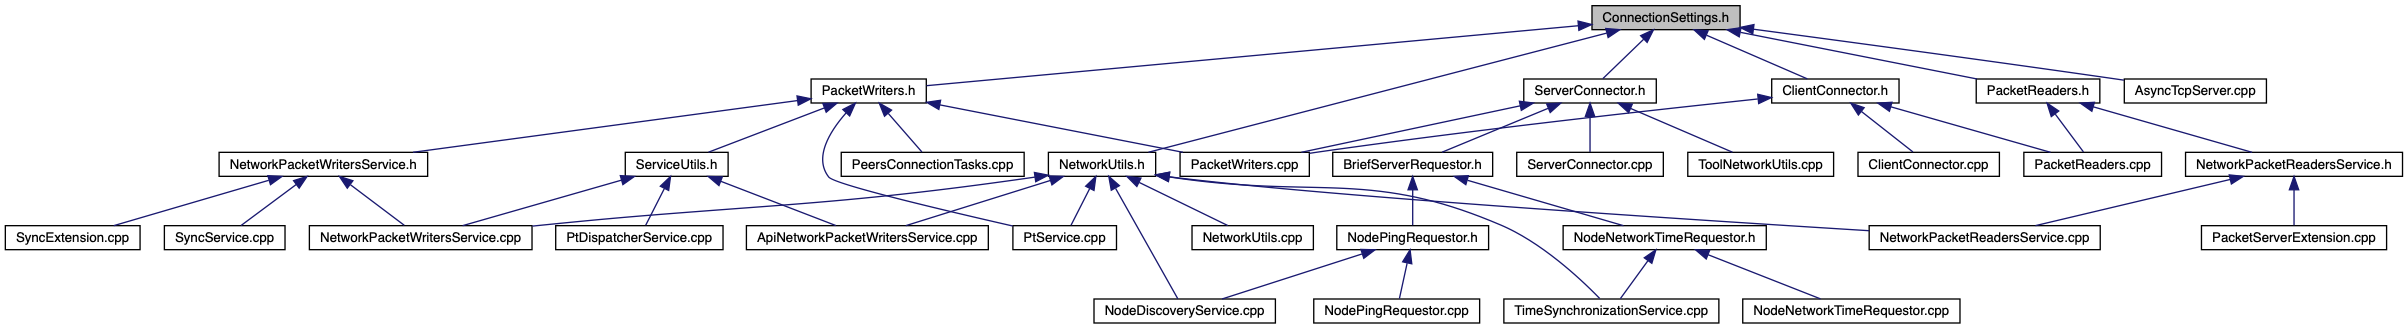 ConnectionSettings.h
PacketWriters.h
ServerConnector.h
ClientConnector.h
PacketReaders.h
AsyncTcpServer.cpp
NetworkPacketWritersService.h
ServiceUtils.h
PeersConnectionTasks.cpp
NetworkUtils.h
PacketWriters.cpp
BriefServerRequestor.h
ServerConnector.cpp
ToolNetworkUtils.cpp
ClientConnector.cpp
PacketReaders.cpp
NetworkPacketReadersService.h
SyncExtension.cpp
SyncService.cpp
NetworkPacketWritersService.cpp
PtDispatcherService.cpp
ApiNetworkPacketWritersService.cpp
PtService.cpp
NetworkUtils.cpp
NodePingRequestor.h
NodeNetworkTimeRequestor.h
NetworkPacketReadersService.cpp
PacketServerExtension.cpp
NodeDiscoveryService.cpp
NodePingRequestor.cpp
TimeSynchronizationService.cpp
NodeNetworkTimeRequestor.cpp